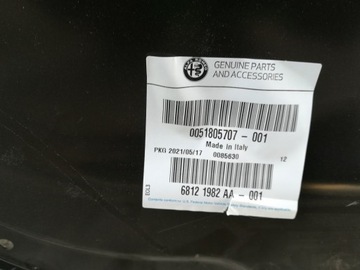 GENUINE PARTS
AND ACCESSORIES
0051805707 - 001
Made in Italy
PKG 2021/05/17 0085630 12
6812 1982 AA - 001